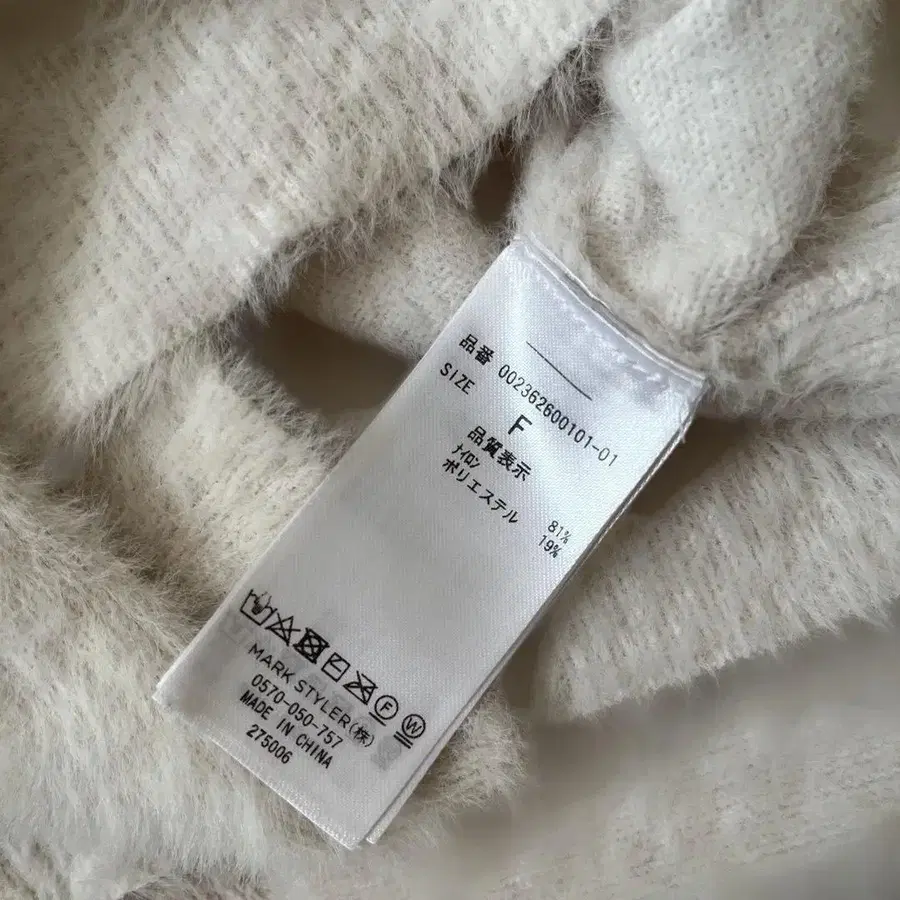 品番 002362600101-01
SIZE
F
品質表示
ﾅｲﾛﾝ 81%
ポリエステル 19%
MARK STYLER(株)
0570-050-757
MADE IN CHINA
275006